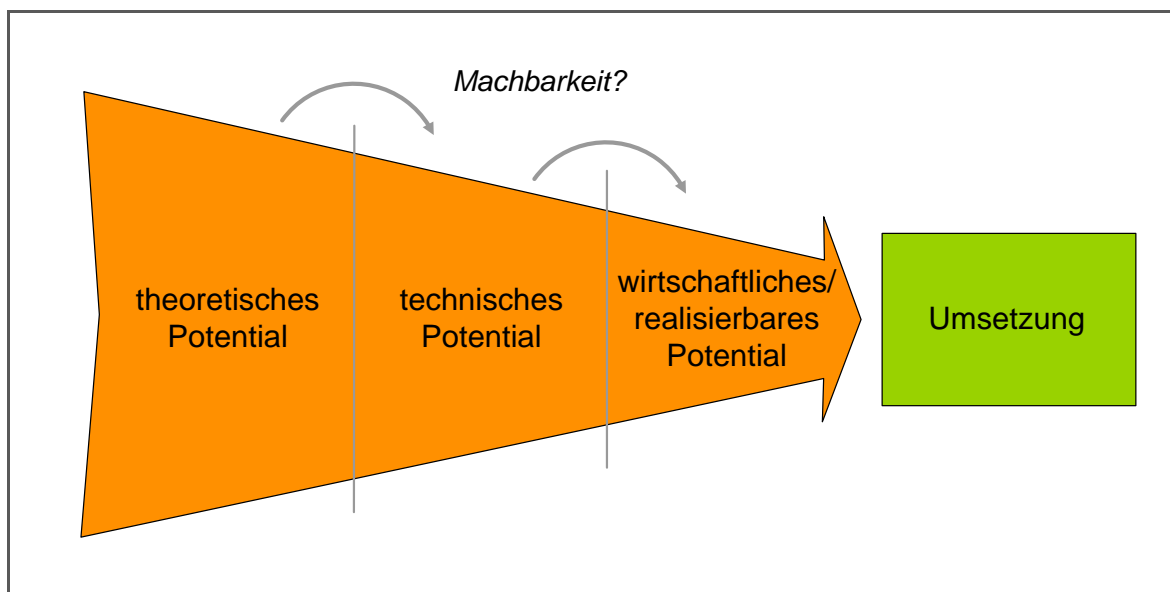 Machbarkeit?
theoretisches
Potential
technisches
Potential
wirtschaftliches/
realisierbares
Potential
Umsetzung